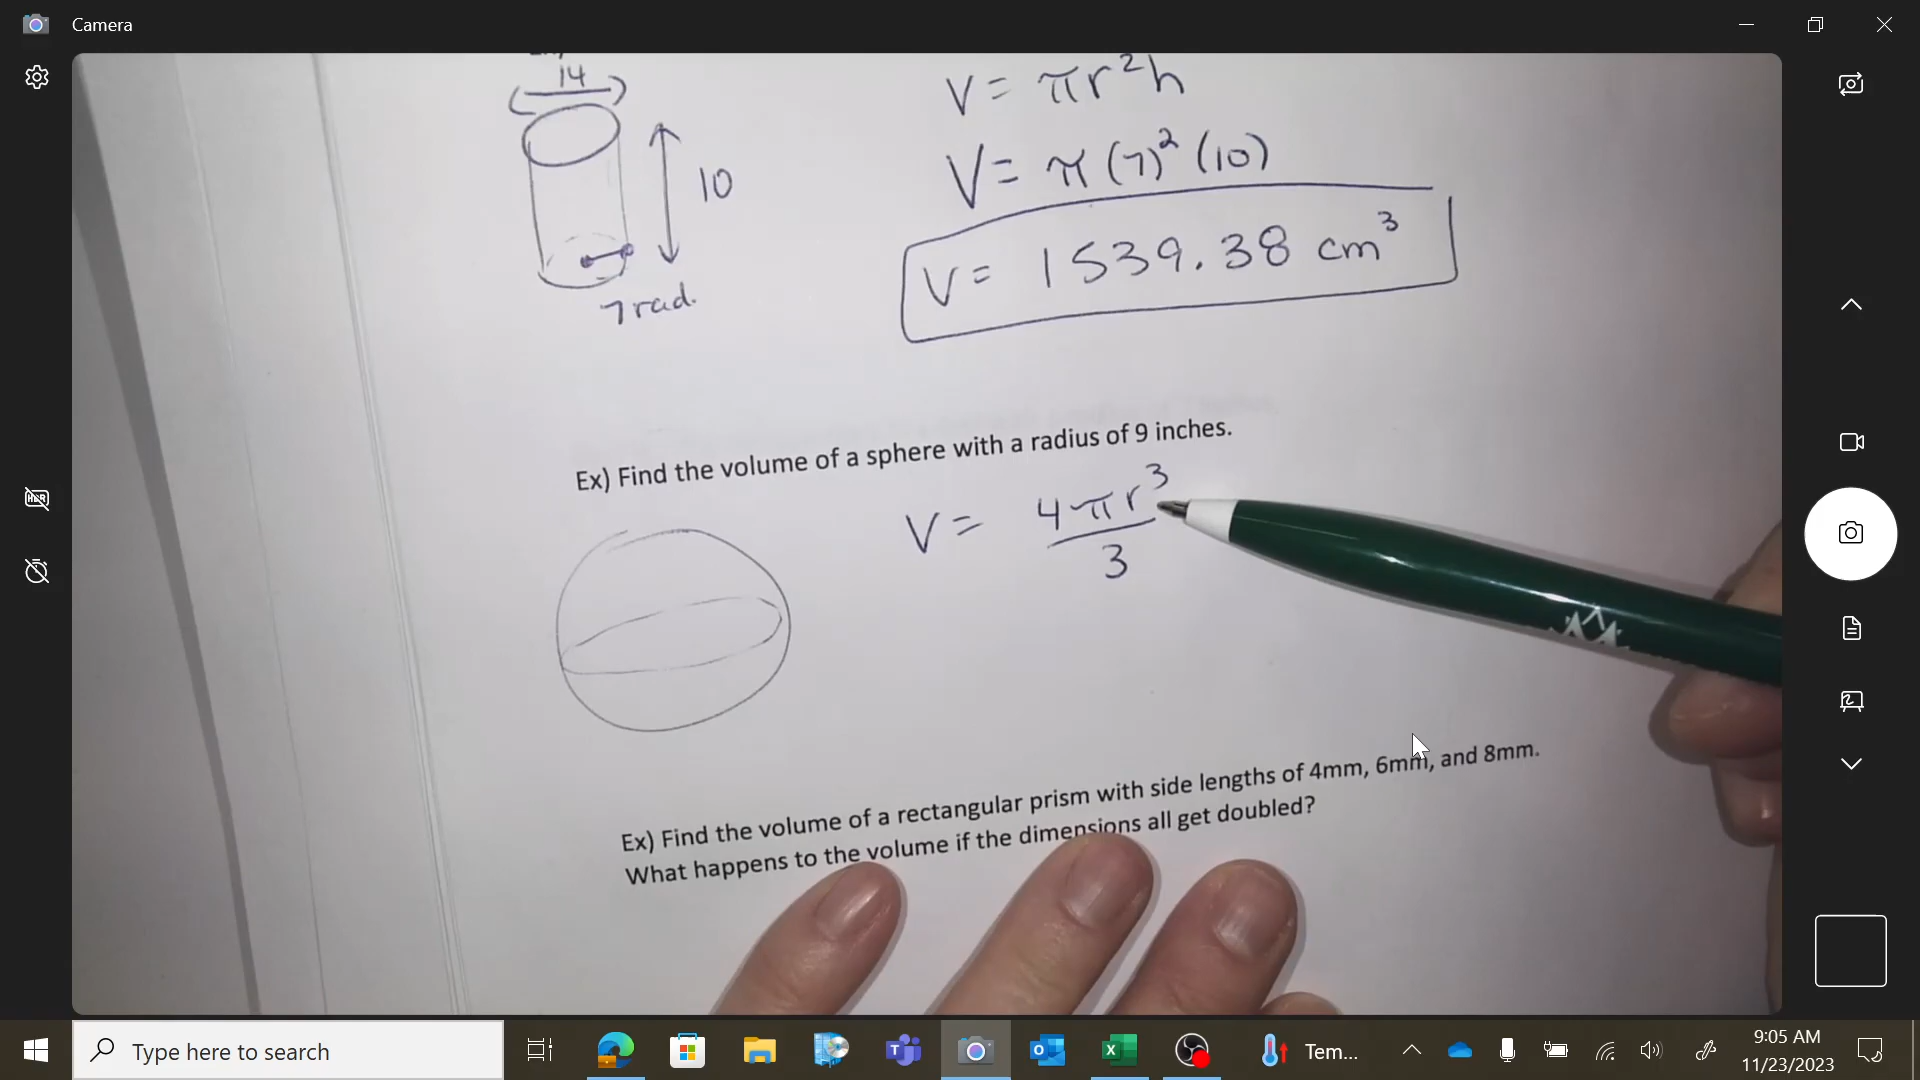 Camera
14
10
7 rad.
V = πr²h
V = π (7)² (10)
V = 1539.38 cm³
Ex) Find the volume of a sphere with a radius of 9 inches.
V = 4πr³
3
Ex) Find the volume of a rectangular prism with side lengths of 4mm, 6mm, and 8mm.
What happens to the volume if the dimensions all get doubled?
Type here to search
Tem...
9:05 AM
11/23/2023